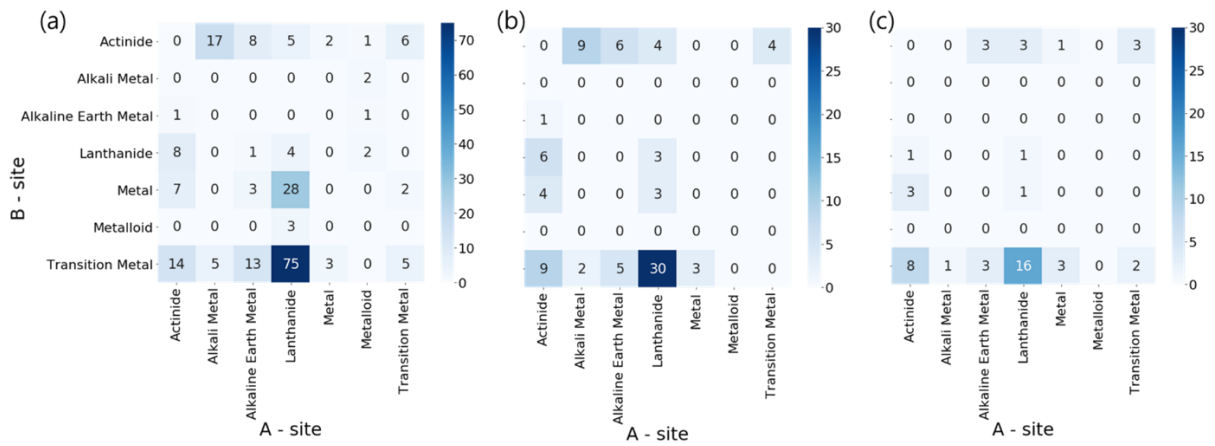 (a)
B - site
Actinide 0 17 8 5 2 1 6
Alkali Metal 0 0 0 0 0 2 0
Alkaline Earth Metal 1 0 0 0 0 1 0
Lanthanide 8 0 1 4 0 2 0
Metal 7 0 3 28 0 0 2
Metalloid 0 0 0 3 0 0 0
Transition Metal 14 5 13 75 3 0 5
Actinide
Alkali Metal
Alkaline Earth Metal
Lanthanide
Metal
Metalloid
Transition Metal
A - site
70
60
50
40
30
20
10
0
(b)
0 9 6 4 0 0 4
0 0 0 0 0 0 0
1 0 0 0 0 0 0
6 0 0 3 0 0 0
4 0 0 3 0 0 0
0 0 0 0 0 0 0
9 2 5 30 3 0 0
Actinide
Alkali Metal
Alkaline Earth Metal
Lanthanide
Metal
Metalloid
Transition Metal
A - site
30
25
20
15
10
5
0
(c)
0 0 3 3 1 0 3
0 0 0 0 0 0 0
0 0 0 0 0 0 0
1 0 0 1 0 0 0
3 0 0 1 0 0 0
0 0 0 0 0 0 0
8 1 3 16 3 0 2
Actinide
Alkali Metal
Alkaline Earth Metal
Lanthanide
Metal
Metalloid
Transition Metal
A - site
30
25
20
15
10
5
0